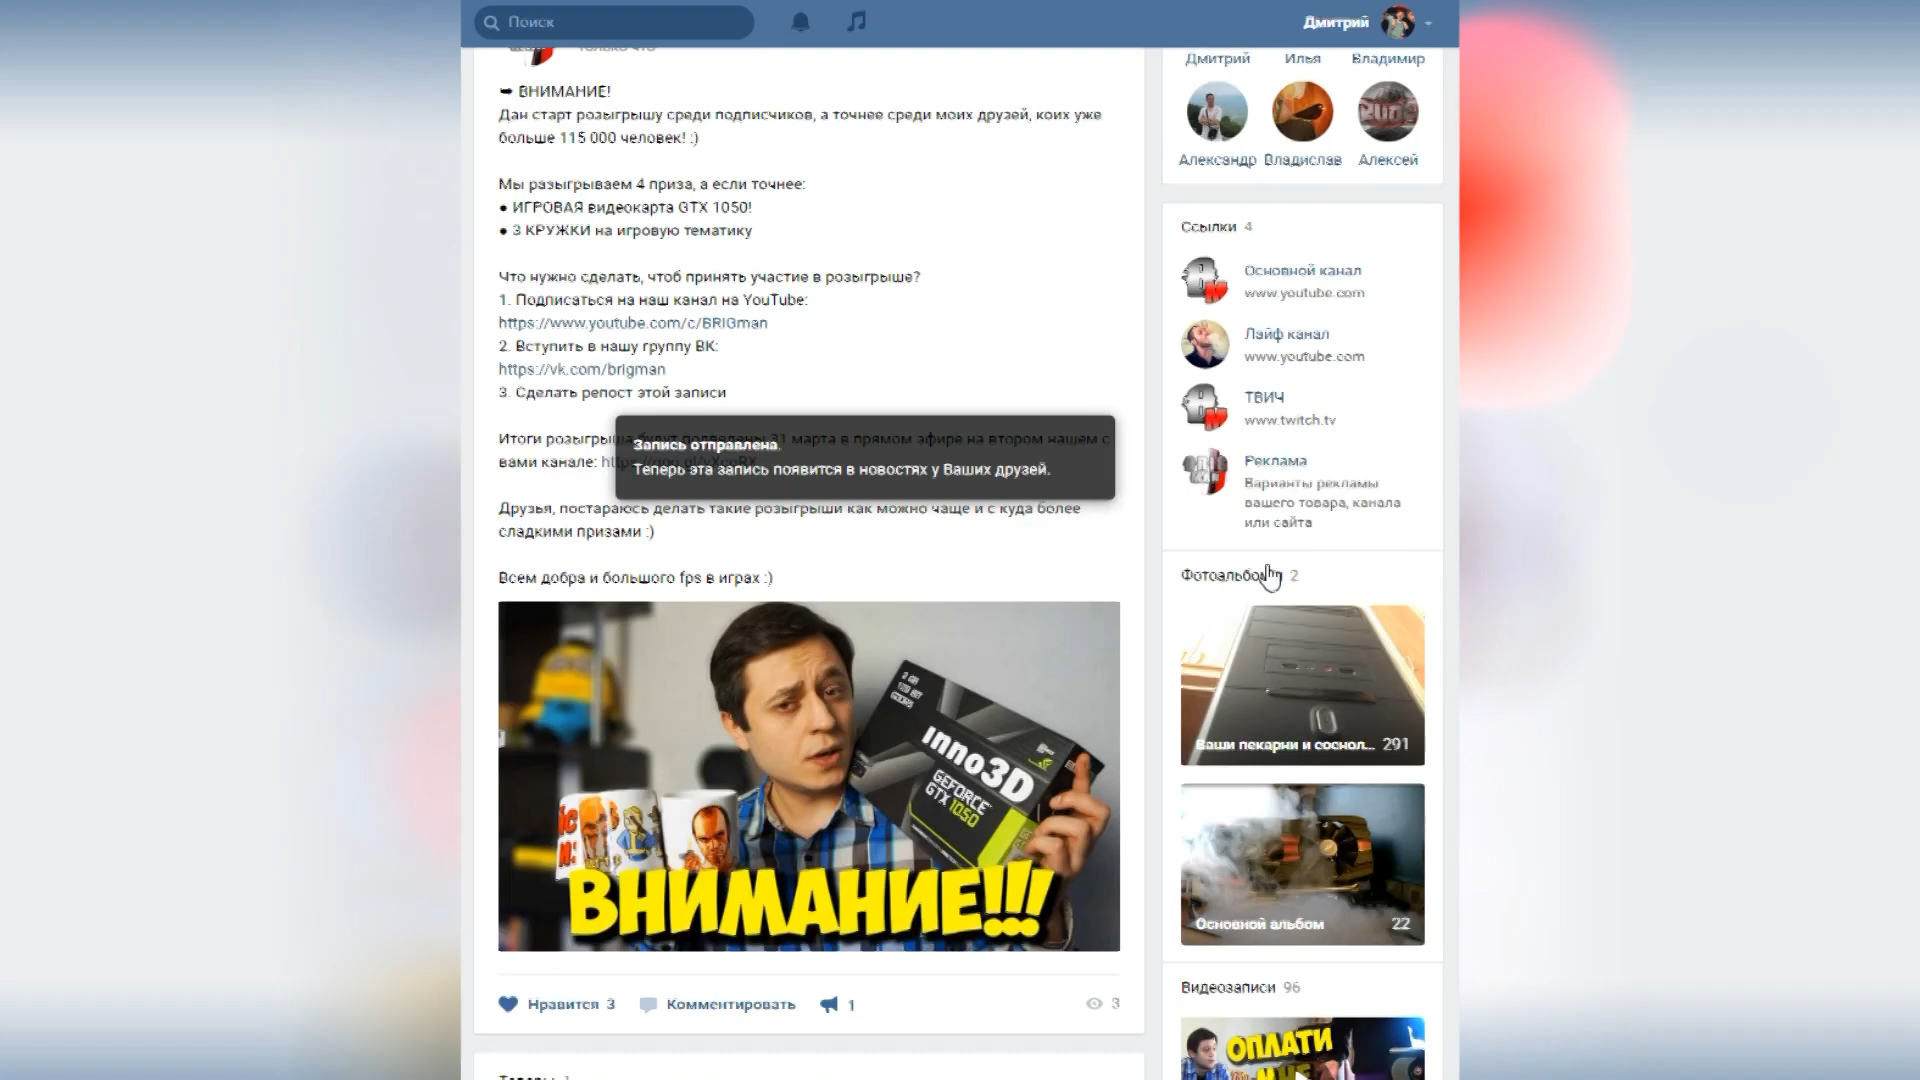 Поиск
Дмитрий
ВНИМАНИЕ!
Дан старт розыгрышу среди подписчиков, а точнее среди моих друзей, коих уже
больше 115 000 человек! :)
Мы разыгрываем 4 приза, а если точнее:
● ИГРОВАЯ видеокарта GTX 1050!
● 3 КРУЖКИ на игровую тематику
Что нужно сделать, чтоб принять участие в розыгрыше?
1. Подписаться на наш канал на YouTube:
https://www.youtube.com/c/BRIGman
2. Вступить в нашу группу ВК:
https://vk.com/brigman
3. Сделать репост этой записи
Итоги розыгрыша будут подведены 31 марта в прямом эфире на втором нашем с
вами канале:
Запись отправлена.
Теперь эта запись появится в новостях у Ваших друзей.
Друзья, постараюсь делать такие розыгрыши как можно чаще и с куда более
сладкими призами :)
Всем добра и большого fps в играх :)
2 GB
128 BIT
GDDR5
Inno3D
GEFORCE
GTX 1050
ВНИМАНИЕ!!!
Нравится 3
Комментировать
1
3
Дмитрий
Илья
Владимир
Александр
Владислав
Алексей
Ссылки 4
Основной канал
www.youtube.com
Лайф канал
www.youtube.com
ТВИЧ
www.twitch.tv
Реклама
Варианты рекламы
вашего товара, канала
или сайта
2
Ваши пекарни и соснол... 291
Основной альбом 22
Видеозаписи 96
ОПЛАТИ